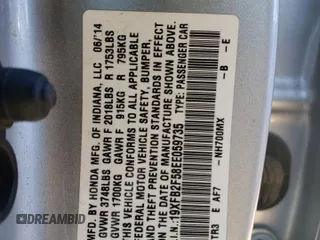 MFD. BY HONDA MFG. OF INDIANA, LLC 06/14
GVWR 3748LBS GAWR F 2018LBS R 1753LBS
GVWR 1700KG GAWR F 915KG R 795KG
THIS VEHICLE CONFORMS TO ALL APPLICABLE
FEDERAL MOTOR VEHICLE SAFETY, BUMPER,
AND THEFT PREVENTION STANDARDS IN EFFECT
ON THE DATE OF MANUFACTURE SHOWN ABOVE.
V.I.N.: 19XFB2F58EE059735 TYPE: PASSENGER CAR
TR3 E AF7 -NH700MX -B -E